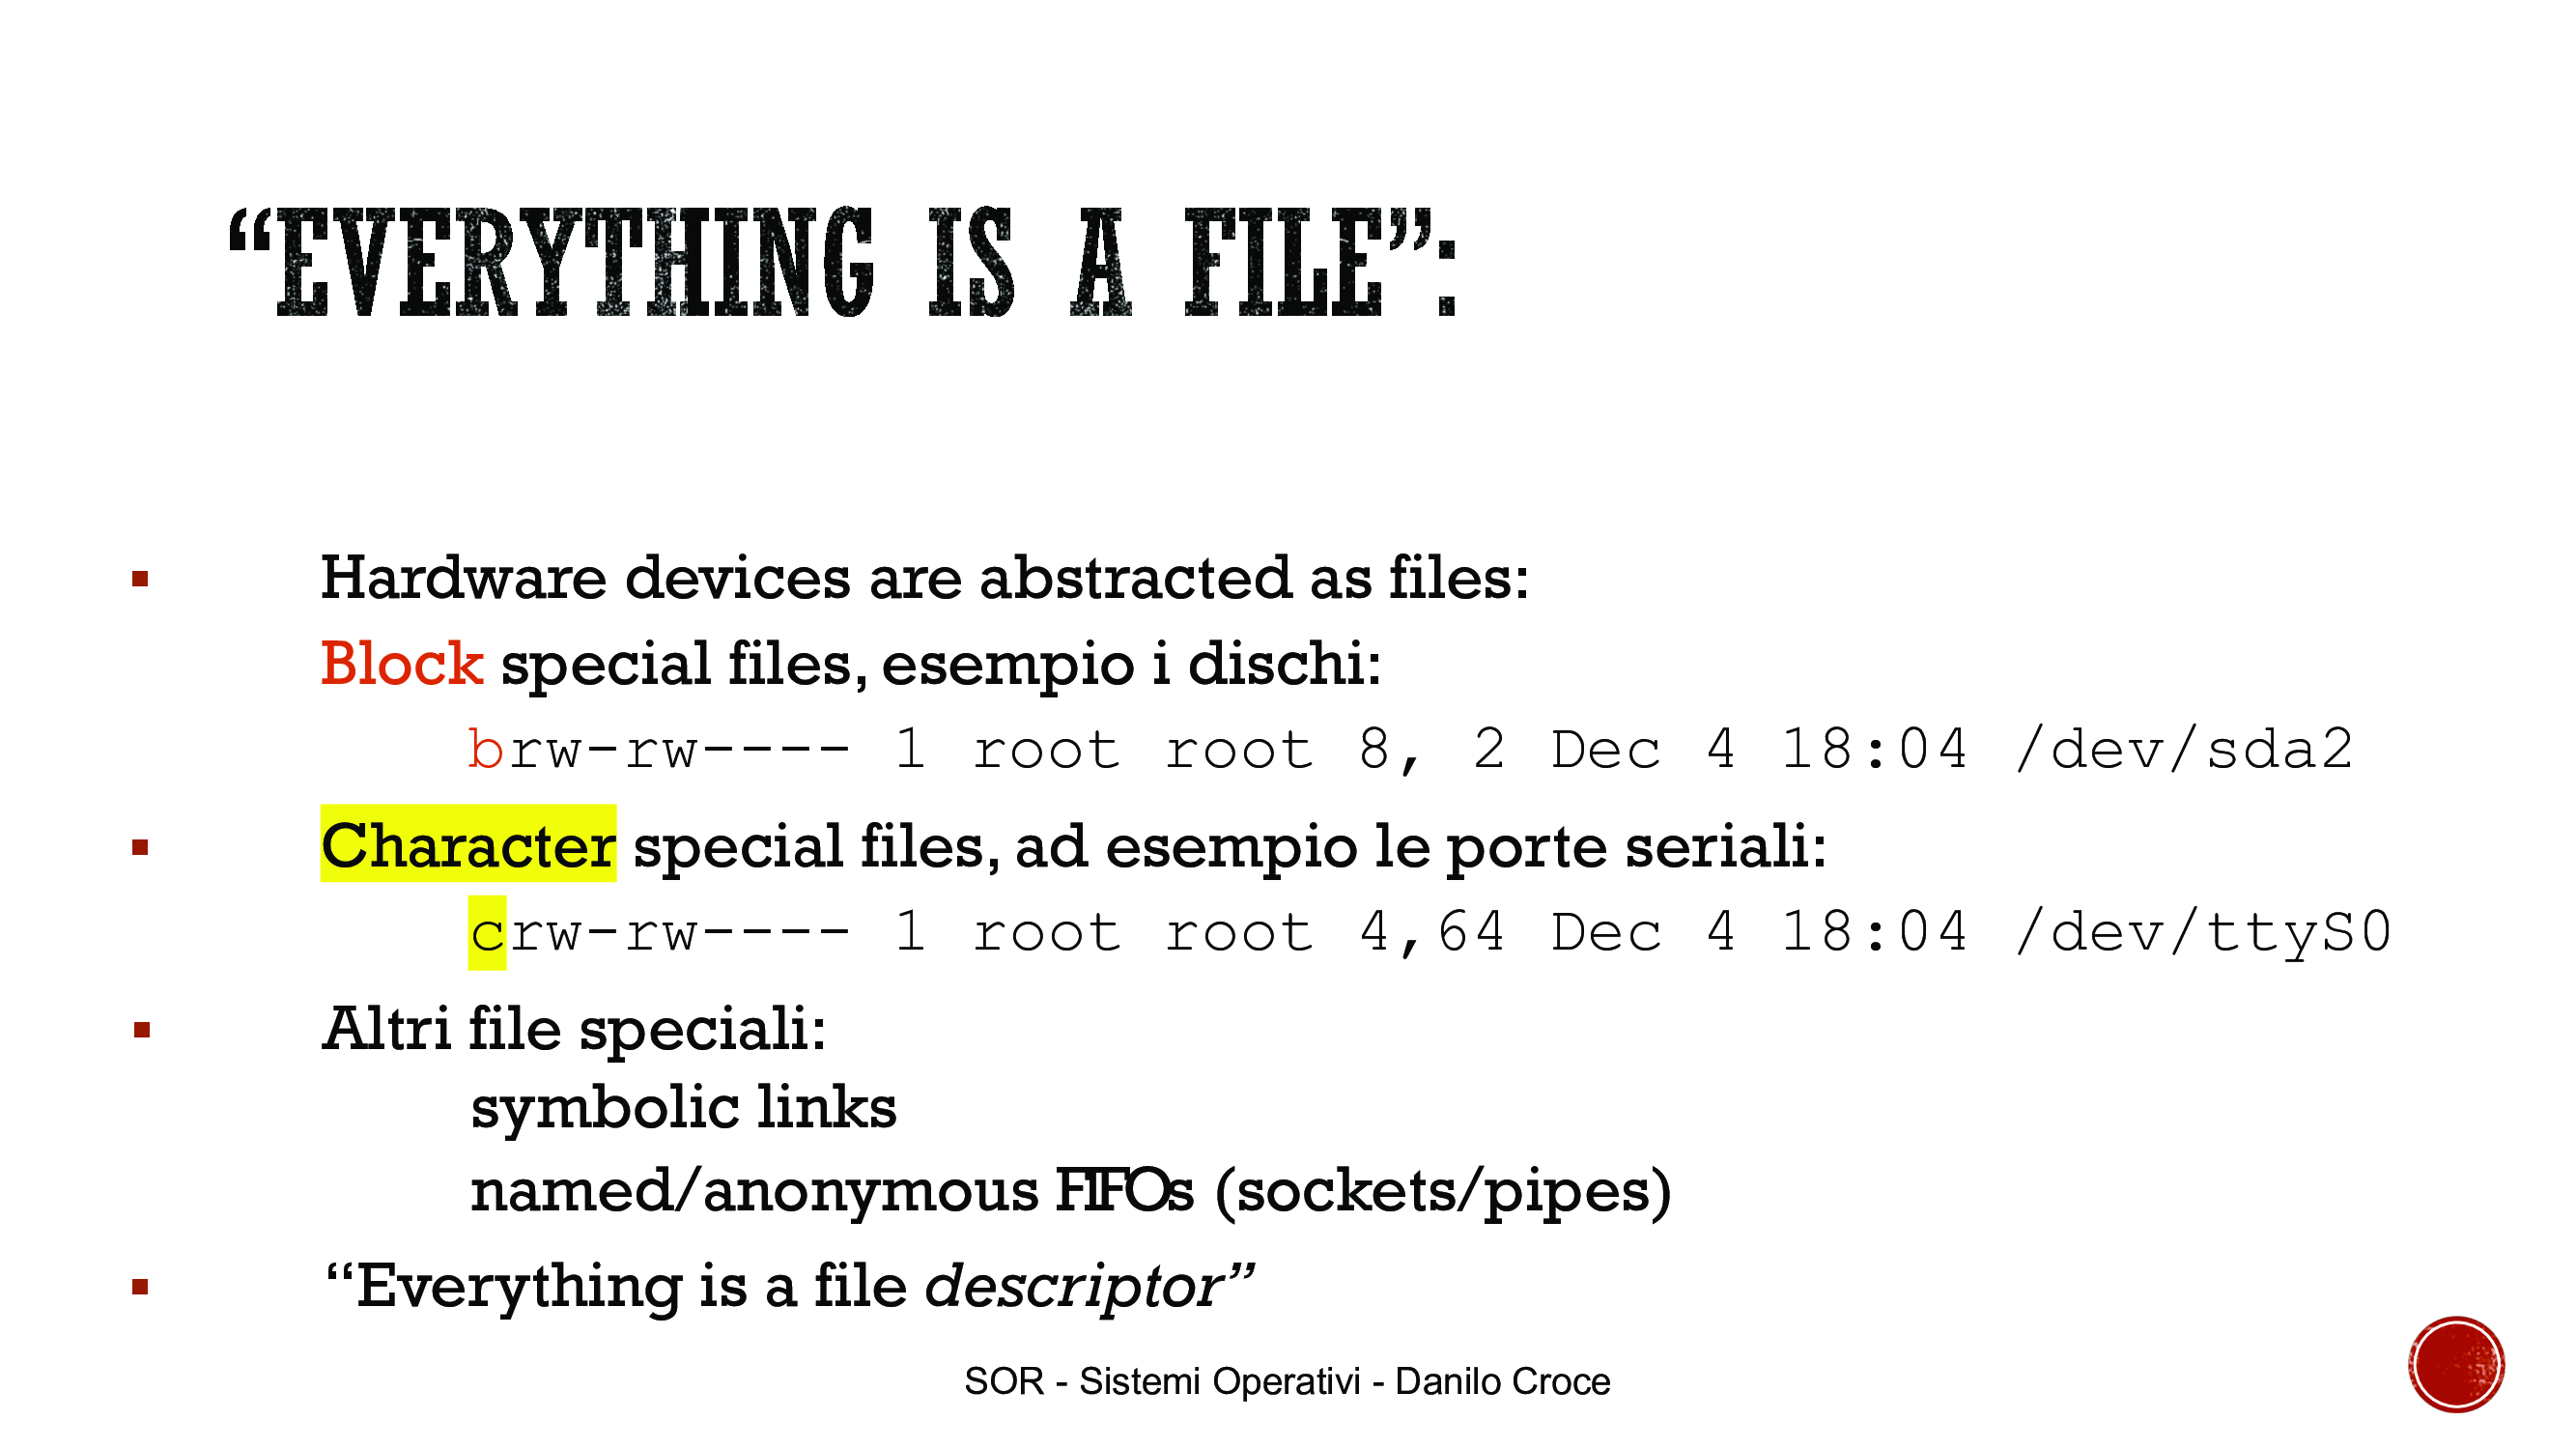 “EVERYTHING IS A FILE”:
▪ Hardware devices are abstracted as files:
Block special files, esempio i dischi:
brw-rw---- 1 root root 8, 2 Dec 4 18:04 /dev/sda2
▪ Character special files, ad esempio le porte seriali:
crw-rw---- 1 root root 4,64 Dec 4 18:04 /dev/ttyS0
▪ Altri file speciali:
symbolic links
named/anonymous FIFOs (sockets/pipes)
▪ “Everything is a file descriptor”
SOR - Sistemi Operativi - Danilo Croce